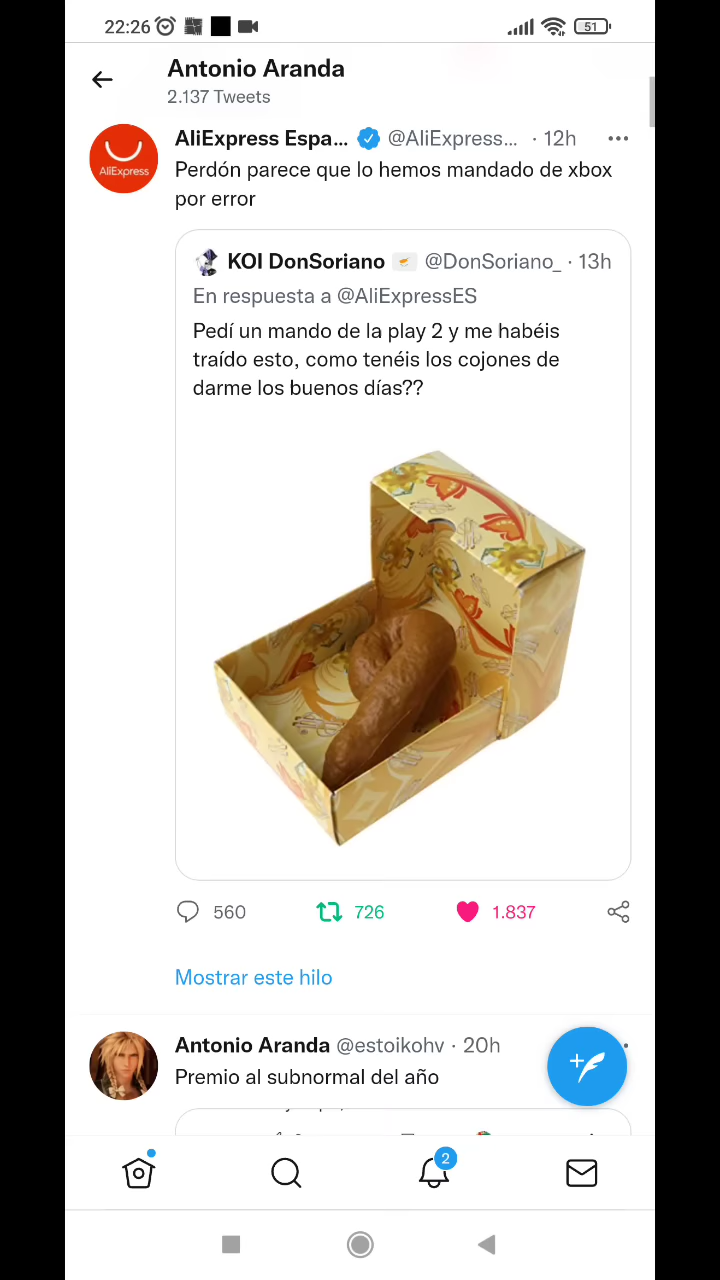 22:26
51
Antonio Aranda
2.137 Tweets
AliExpress
AliExpress Espa... @AliExpress... · 12h
Perdón parece que lo hemos mandado de xbox
por error
KOI DonSoriano @DonSoriano_ · 13h
En respuesta a @AliExpressES
Pedí un mando de la play 2 y me habéis
traído esto, como tenéis los cojones de
darme los buenos días??
560 726 1.837
Mostrar este hilo
Antonio Aranda @estoikohv · 20h
Premio al subnormal del año
2